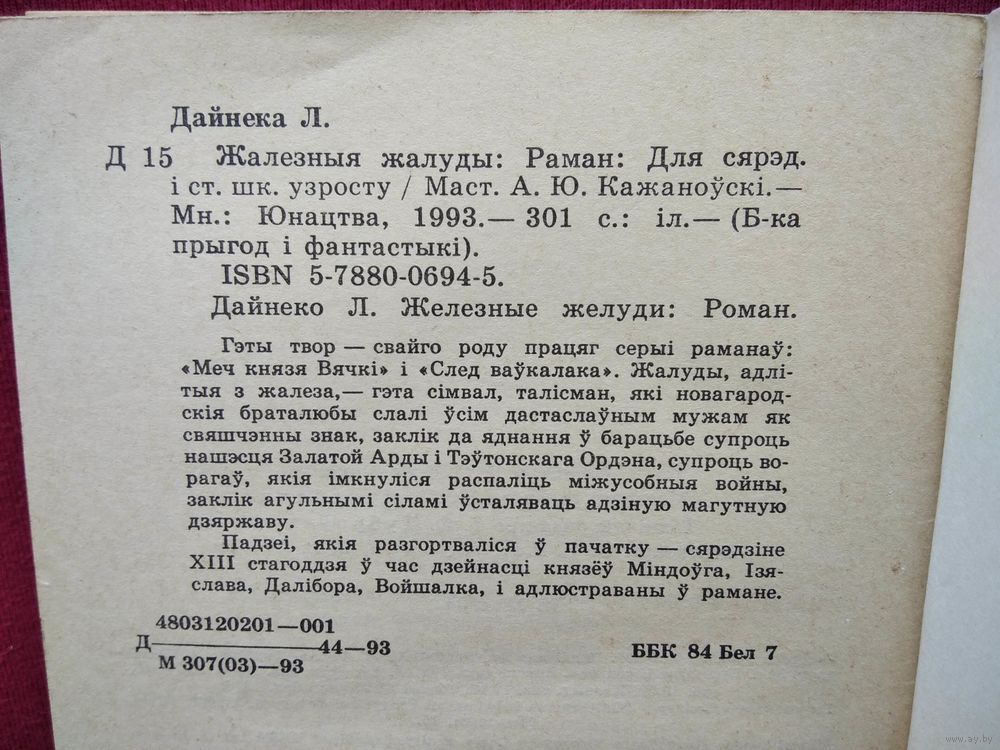 Дайнека Л.
Д 15 Жалезныя жалуды: Раман: Для сярэд.
і ст. шк. узросту / Маст. А. Ю. Кажаноўскі.—
Мн.: Юнацтва, 1993.— 301 с.: іл.— (Б-ка
прыгод і фантастыкі).
ISBN 5-7880-0694-5.
Дайнеко Л. Железные желуди: Роман.
Гэты твор — свайго роду працяг серыі раманаў:
«Меч князя Вячкі» і «След ваўкалака». Жалуды, адлі-
тыя з жалеза,— гэта сімвал, талісман, які новагарод-
скія браталюбы слалі ўсім дастаслаўным мужам як
свяшчэнны знак, заклік да яднання ў барацьбе супроць
нашэсця Залатой Арды і Тэўтонскага Ордэна, супроць во-
рагаў, якія імкнуліся распаліць міжусобныя войны,
заклік агульнымі сіламі ўсталяваць адзіную магутную
дзяржаву.
Падзеі, якія разгортваліся ў пачатку — сярэдзіне
XIII стагоддзя ў час дзейнасці князёў Міндоўга, Ізя-
слава, Далібора, Войшалка, і адлюстраваны ў рамане.
4803120201—001
Д————44—93
М 307(03)—93
ББК 84 Бел 7
www.ay.by